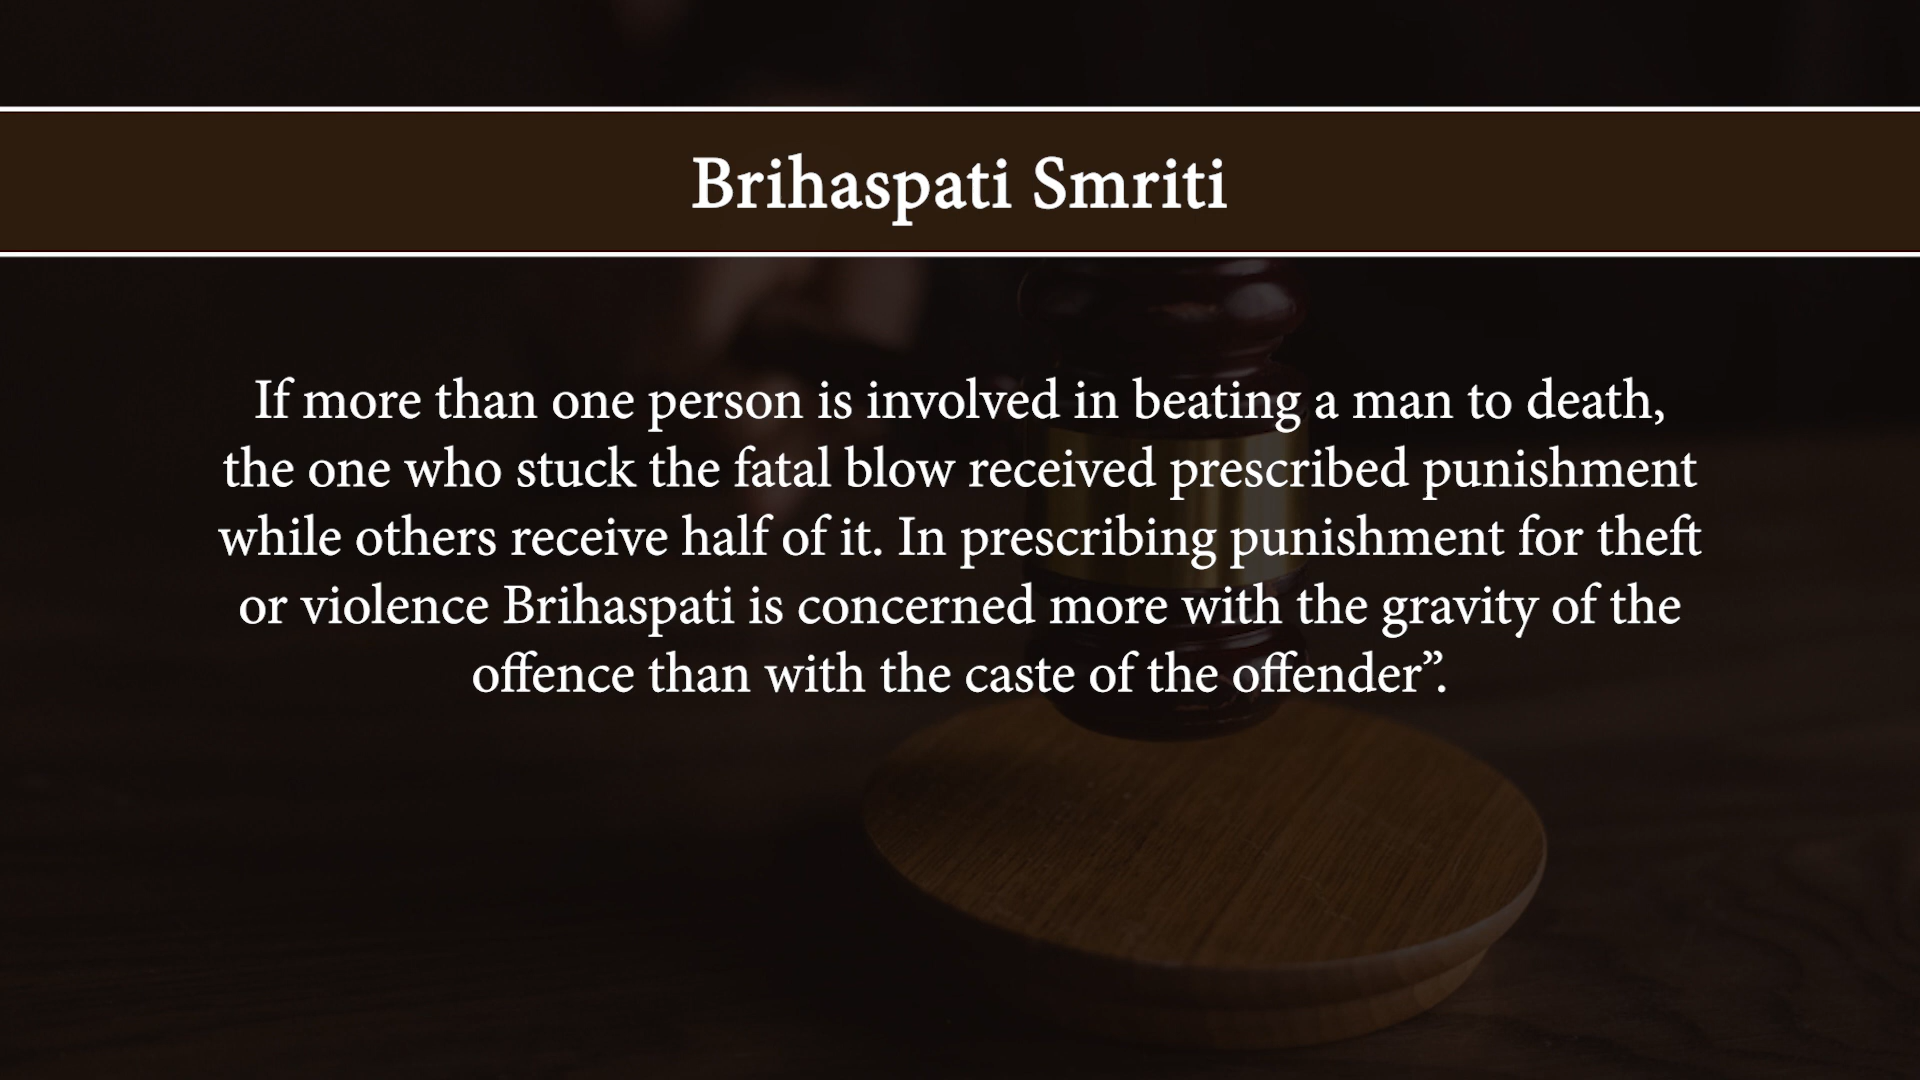 Brihaspati Smriti
If more than one person is involved in beating a man to death,
the one who stuck the fatal blow received prescribed punishment
while others receive half of it. In prescribing punishment for theft
or violence Brihaspati is concerned more with the gravity of the
offence than with the caste of the offender”.